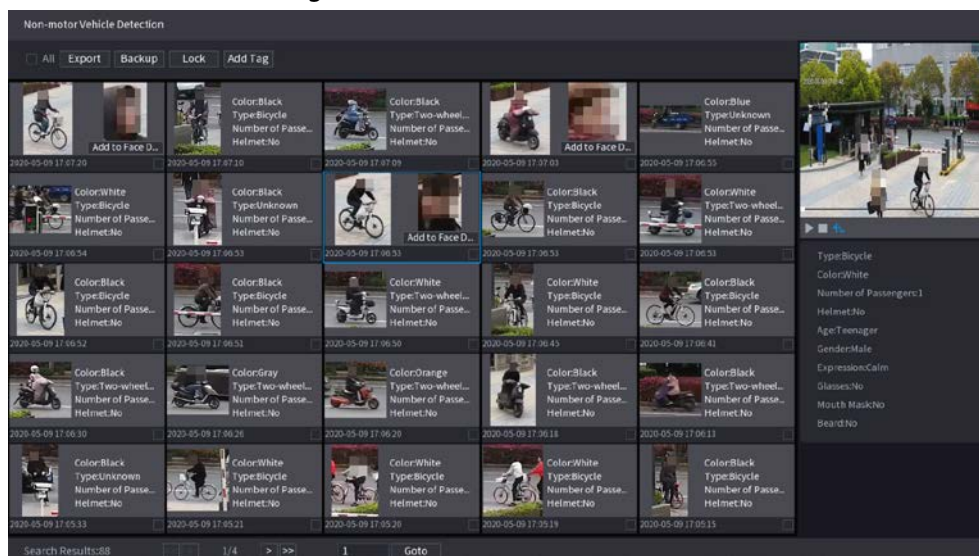 Non-motor Vehicle Detection
All Export Backup Lock Add Tag
Add to Face D...
2020-05-09 17:07:20
Color:Black
Type:Bicycle
Number of Passe...
Helmet:No
2020-05-09 17:07:10
Color:Black
Type:Two-wheel...
Number of Passe...
Helmet:No
2020-05-09 17:07:09
Add to Face D...
2020-05-09 17:07:03
Color:Blue
Type:Unknown
Number of Passe...
Helmet:No
2020-05-09 17:06:55
Color:White
Type:Bicycle
Number of Passe...
Helmet:No
2020-05-09 17:06:54
Color:Black
Type:Unknown
Number of Passe...
Helmet:No
2020-05-09 17:06:53
Add to Face D...
2020-05-09 17:06:53
Color:Black
Type:Bicycle
Number of Passe...
Helmet:No
2020-05-09 17:06:53
Color:White
Type:Two-wheel...
Number of Passe...
Helmet:No
2020-05-09 17:06:53
Color:Black
Type:Bicycle
Number of Passe...
Helmet:No
2020-05-09 17:06:52
Color:Black
Type:Bicycle
Number of Passe...
Helmet:No
2020-05-09 17:06:51
Color:White
Type:Two-wheel...
Number of Passe...
Helmet:No
2020-05-09 17:06:50
Color:White
Type:Bicycle
Number of Passe...
Helmet:No
2020-05-09 17:06:45
Color:Black
Type:Bicycle
Number of Passe...
Helmet:No
2020-05-09 17:06:41
Color:Black
Type:Two-wheel...
Number of Passe...
Helmet:No
2020-05-09 17:06:30
Color:Gray
Type:Two-wheel...
Number of Passe...
Helmet:No
2020-05-09 17:06:26
Color:Orange
Type:Two-wheel...
Number of Passe...
Helmet:No
2020-05-09 17:06:20
Color:Black
Type:Two-wheel...
Number of Passe...
Helmet:No
2020-05-09 17:06:18
Color:Black
Type:Two-wheel...
Number of Passe...
Helmet:No
2020-05-09 17:06:13
Color:Black
Type:Unknown
Number of Passe...
Helmet:No
2020-05-09 17:05:33
Color:White
Type:Bicycle
Number of Passe...
Helmet:No
2020-05-09 17:05:21
Color:White
Type:Bicycle
Number of Passe...
Helmet:No
2020-05-09 17:05:20
Color:White
Type:Bicycle
Number of Passe...
Helmet:No
2020-05-09 17:05:19
Color:Black
Type:Bicycle
Number of Passe...
Helmet:No
2020-05-09 17:05:15
Type:Bicycle
Color:White
Number of Passengers:1
Helmet:No
Age:Teenager
Gender:Male
Expression:Calm
Glasses:No
Mouth Mask:No
Beard:No
Search Results:88 1/4 > >> 1 Goto